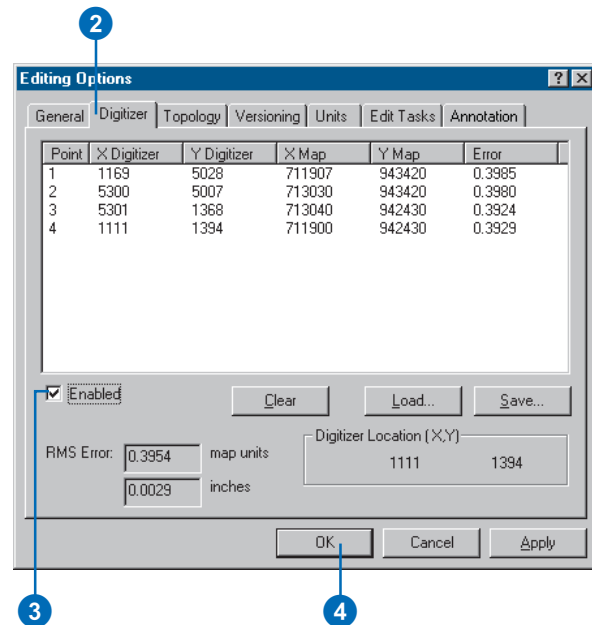 2
Editing Options ? X
General Digitizer Topology Versioning Units Edit Tasks Annotation
Point X Digitizer Y Digitizer X Map Y Map Error
1 1169 5028 711907 943420 0.3985
2 5300 5007 713030 943420 0.3980
3 5301 1368 713040 942430 0.3924
4 1111 1394 711900 942430 0.3929
Enabled Clear Load... Save...
Digitizer Location (X,Y)
RMS Error: 0.3954 map units 1111 1394
0.0029 inches
OK Cancel Apply
3 4